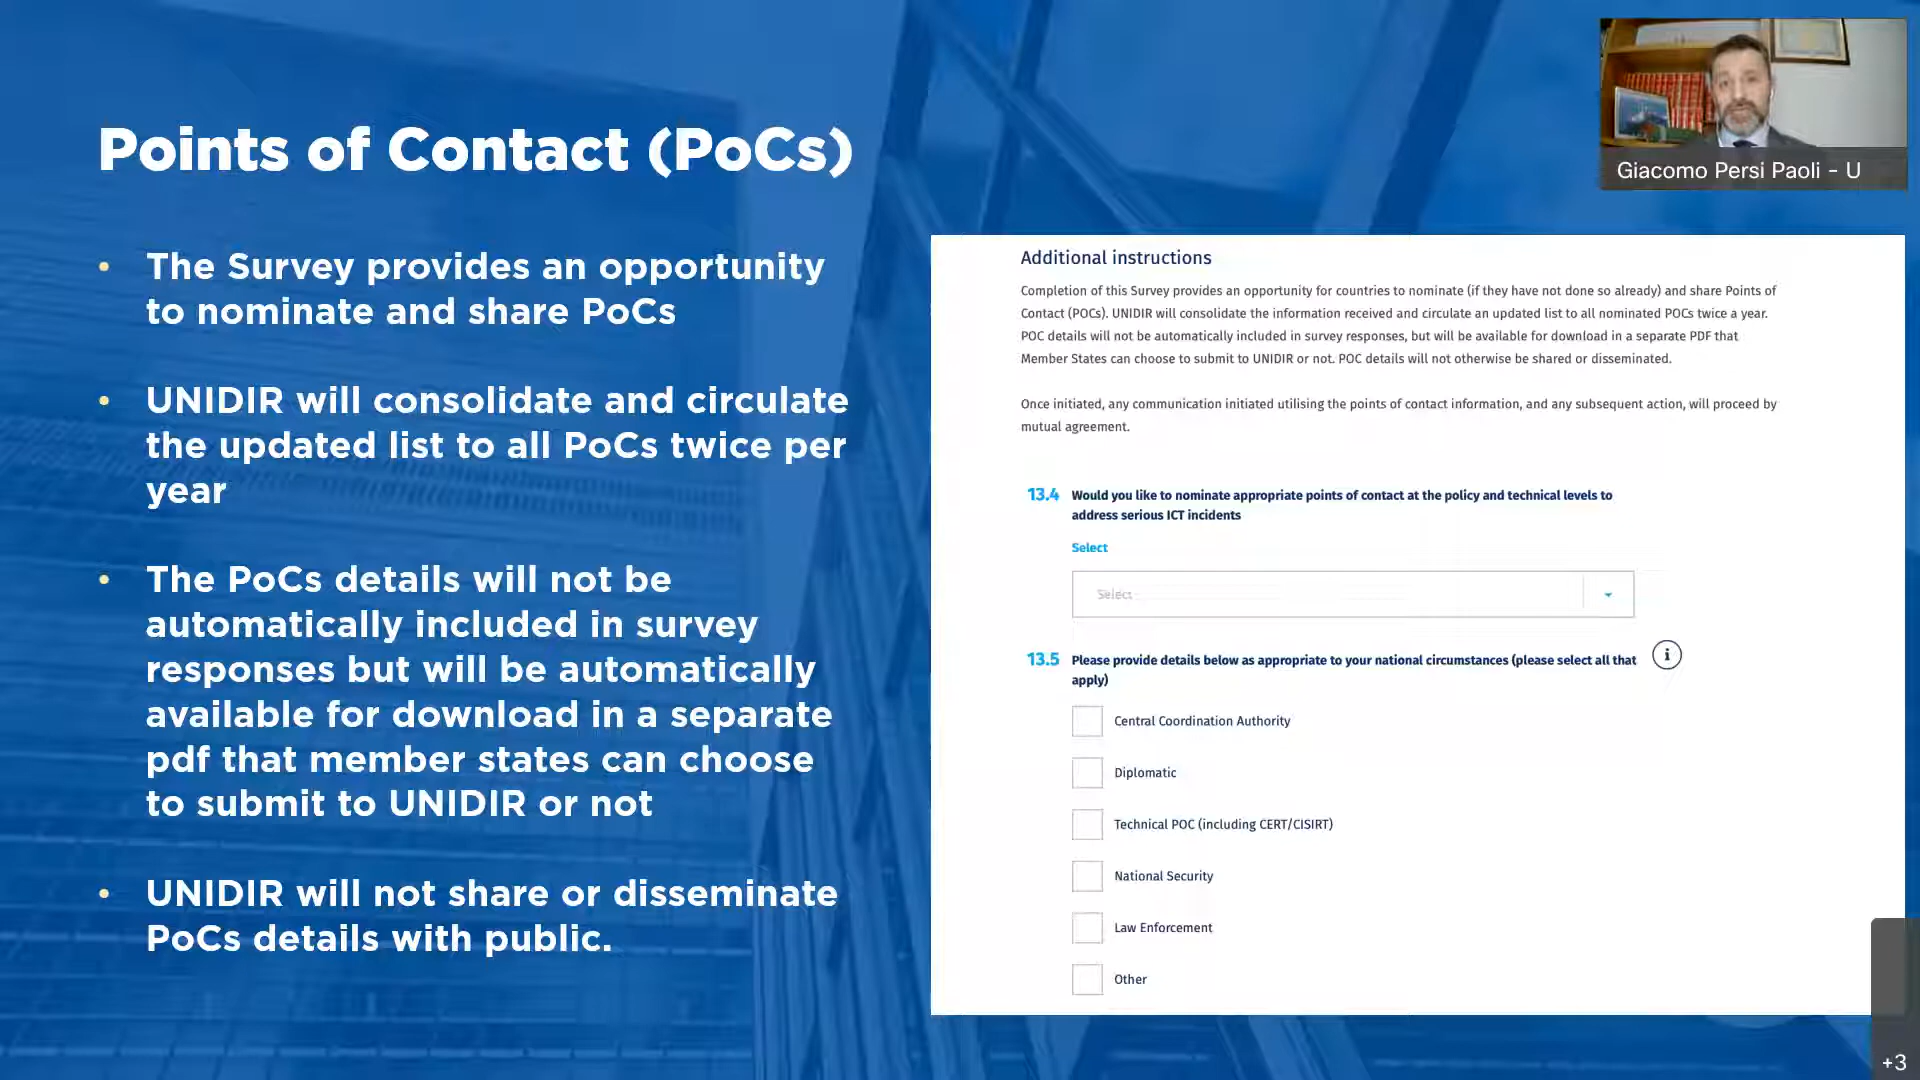 Points of Contact (PoCs)
• The Survey provides an opportunity
to nominate and share PoCs
• UNIDIR will consolidate and circulate
the updated list to all PoCs twice per
year
• The PoCs details will not be
automatically included in survey
responses but will be automatically
available for download in a separate
pdf that member states can choose
to submit to UNIDIR or not
• UNIDIR will not share or disseminate
PoCs details with public.
Giacomo Persi Paoli - U
Additional instructions
Completion of this Survey provides an opportunity for countries to nominate (if they have not done so already) and share Points of
Contact (POCs). UNIDIR will consolidate the information received and circulate an updated list to all nominated POCs twice a year.
POC details will not be automatically included in survey responses, but will be available for download in a separate PDF that
Member States can choose to submit to UNIDIR or not. POC details will not otherwise be shared or disseminated.
Once initiated, any communication initiated utilising the points of contact information, and any subsequent action, will proceed by
mutual agreement.
13.4 Would you like to nominate appropriate points of contact at the policy and technical levels to
address serious ICT incidents
Select
Select
13.5 Please provide details below as appropriate to your national circumstances (please select all that
apply)
i
Central Coordination Authority
Diplomatic
Technical POC (including CERT/CISIRT)
National Security
Law Enforcement
Other
+3